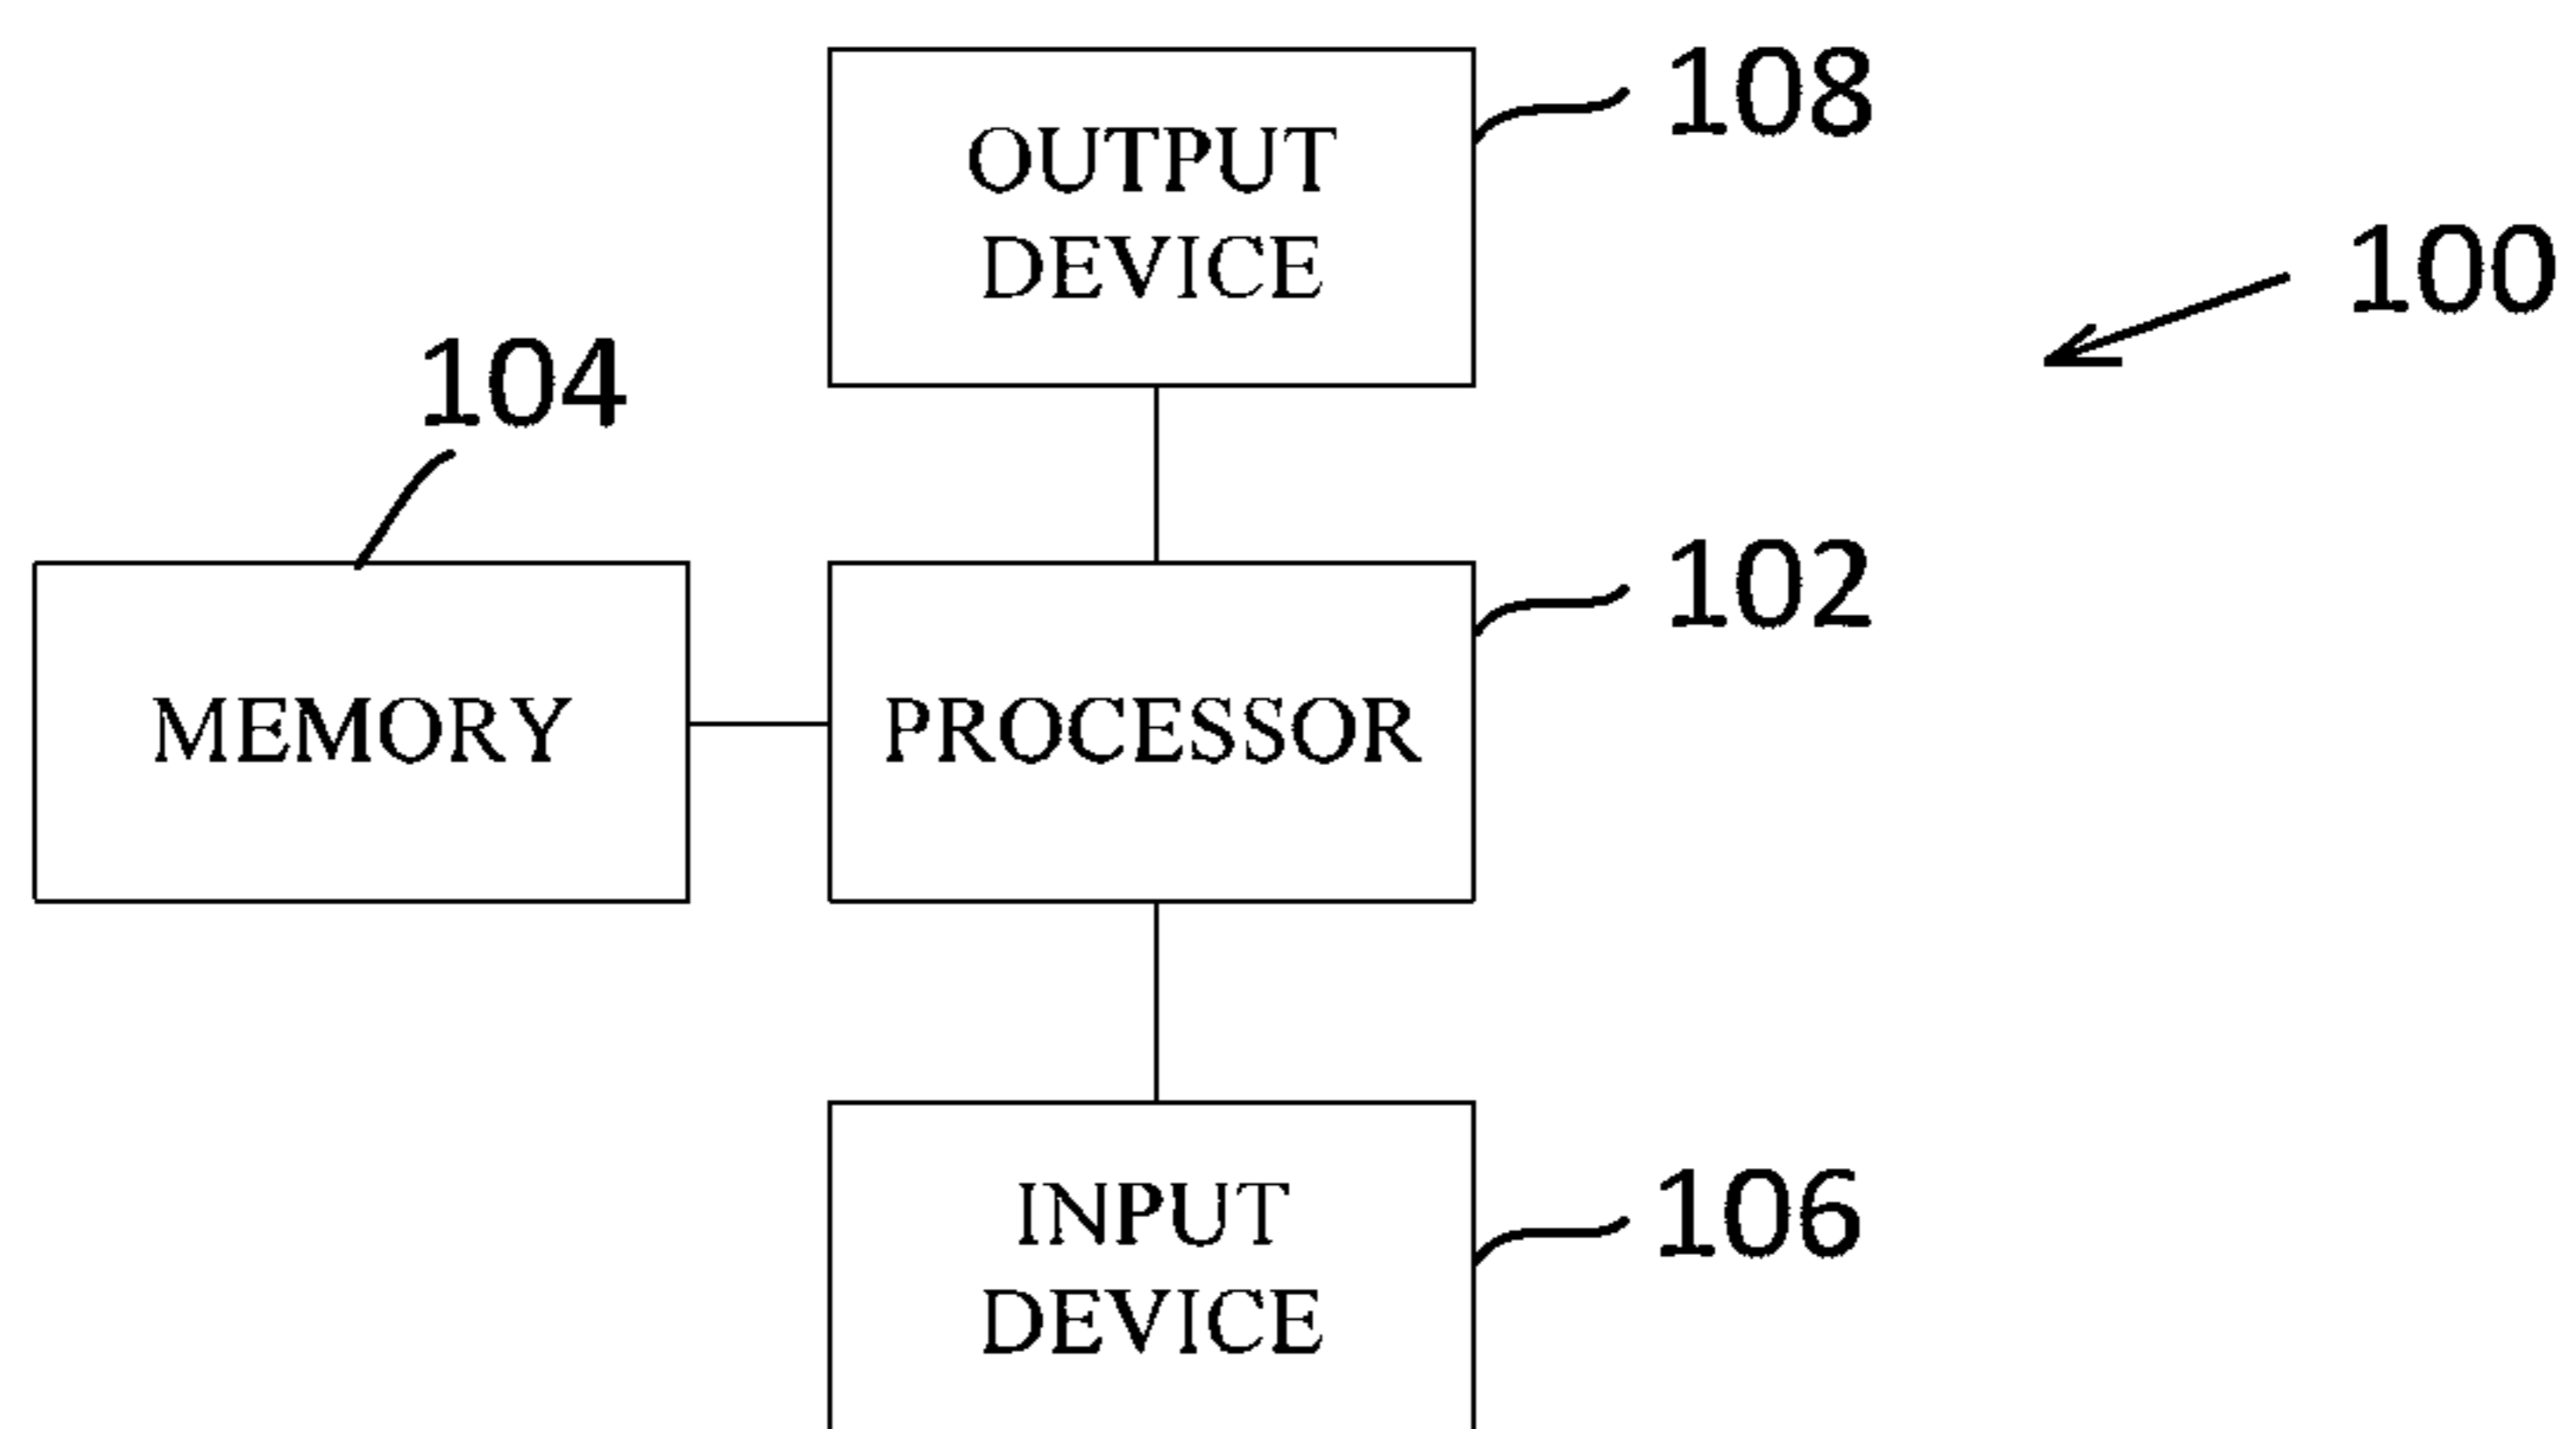 OUTPUT
DEVICE
108
100
104
MEMORY
PROCESSOR
102
INPUT
DEVICE
106